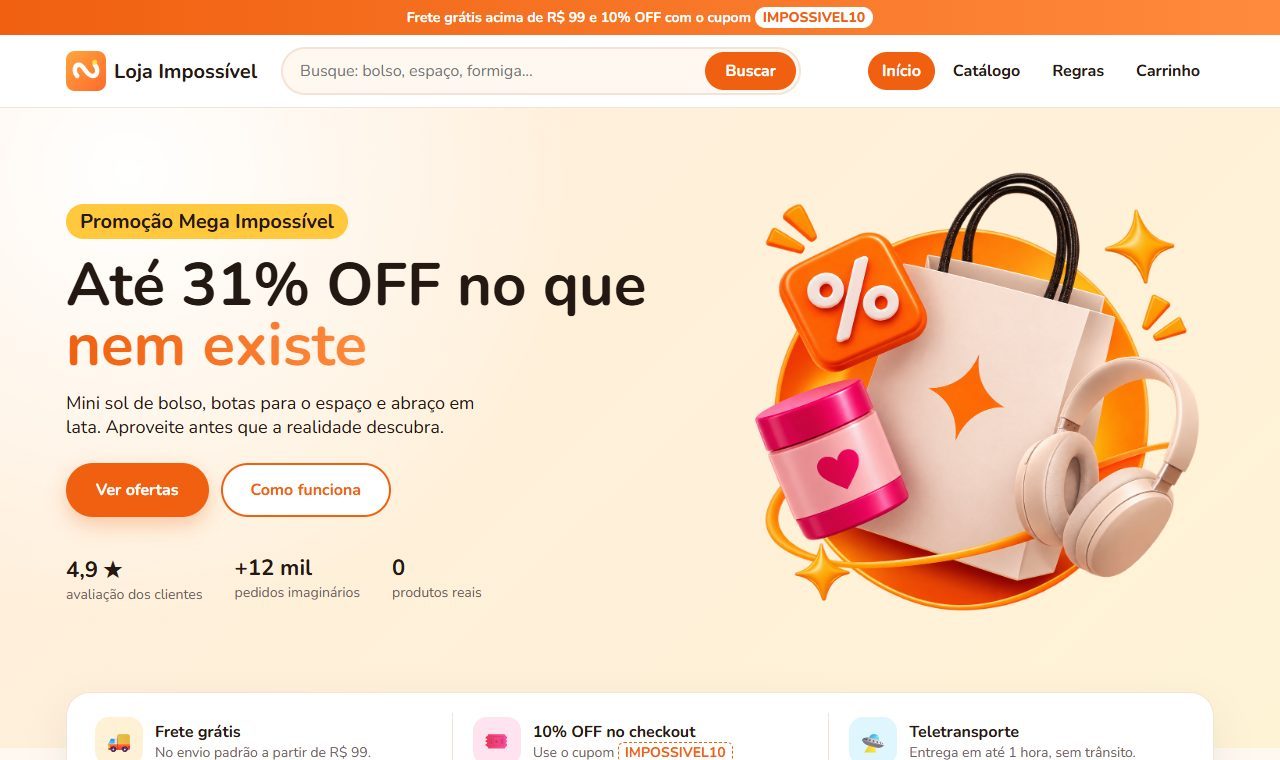 Frete grátis acima de R$ 99 e 10% OFF com o cupom IMPOSSIVEL10
Loja Impossível
Busque: bolso, espaço, formiga...
Buscar
Início
Catálogo
Regras
Carrinho
Promoção Mega Impossível
Até 31% OFF no que
nem existe
Mini sol de bolso, botas para o espaço e abraço em
lata. Aproveite antes que a realidade descubra.
Ver ofertas
Como funciona
4,9 ★
avaliação dos clientes
+12 mil
pedidos imaginários
0
produtos reais
%
Frete grátis
No envio padrão a partir de R$ 99.
10% OFF no checkout
Use o cupom IMPOSSIVEL10
Teletransporte
Entrega em até 1 hora, sem trânsito.